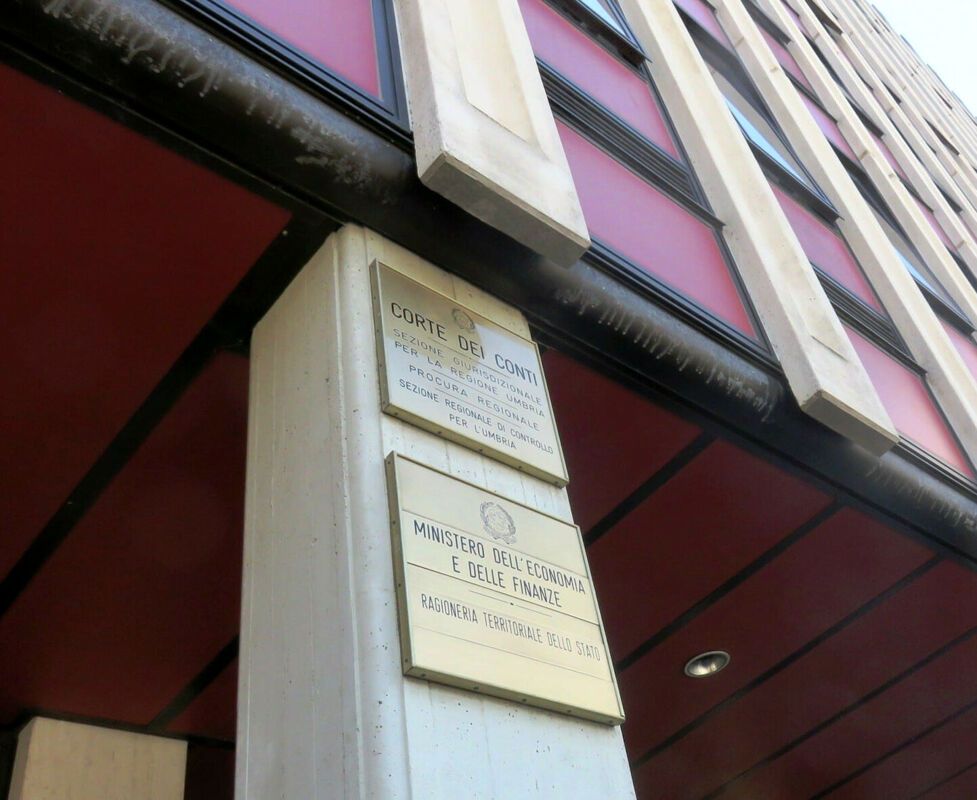 CORTE DEI CONTI
SEZIONE GIURISDIZIONALE
PER LA REGIONE UMBRIA
PROCURA REGIONALE
SEZIONE REGIONALE DI CONTROLLO
PER L'UMBRIA
MINISTERO DELL'ECONOMIA
E DELLE FINANZE
RAGIONERIA TERRITORIALE DELLO STATO